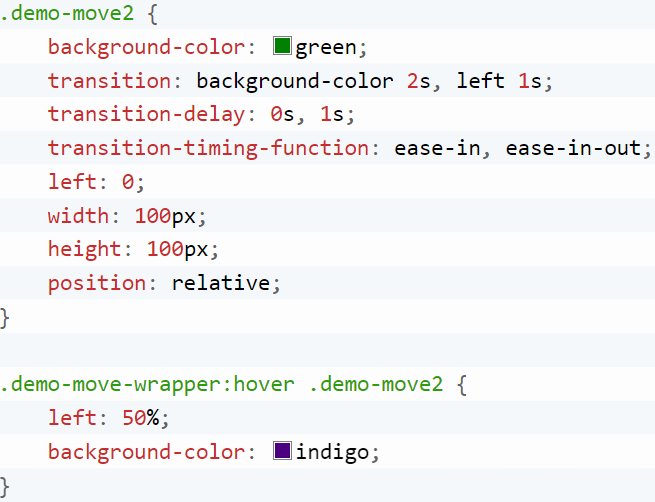 .demo-move2 {
    background-color: green;
    transition: background-color 2s, left 1s;
    transition-delay: 0s, 1s;
    transition-timing-function: ease-in, ease-in-out;
    left: 0;
    width: 100px;
    height: 100px;
    position: relative;
}

.demo-move-wrapper:hover .demo-move2 {
    left: 50%;
    background-color: indigo;
}